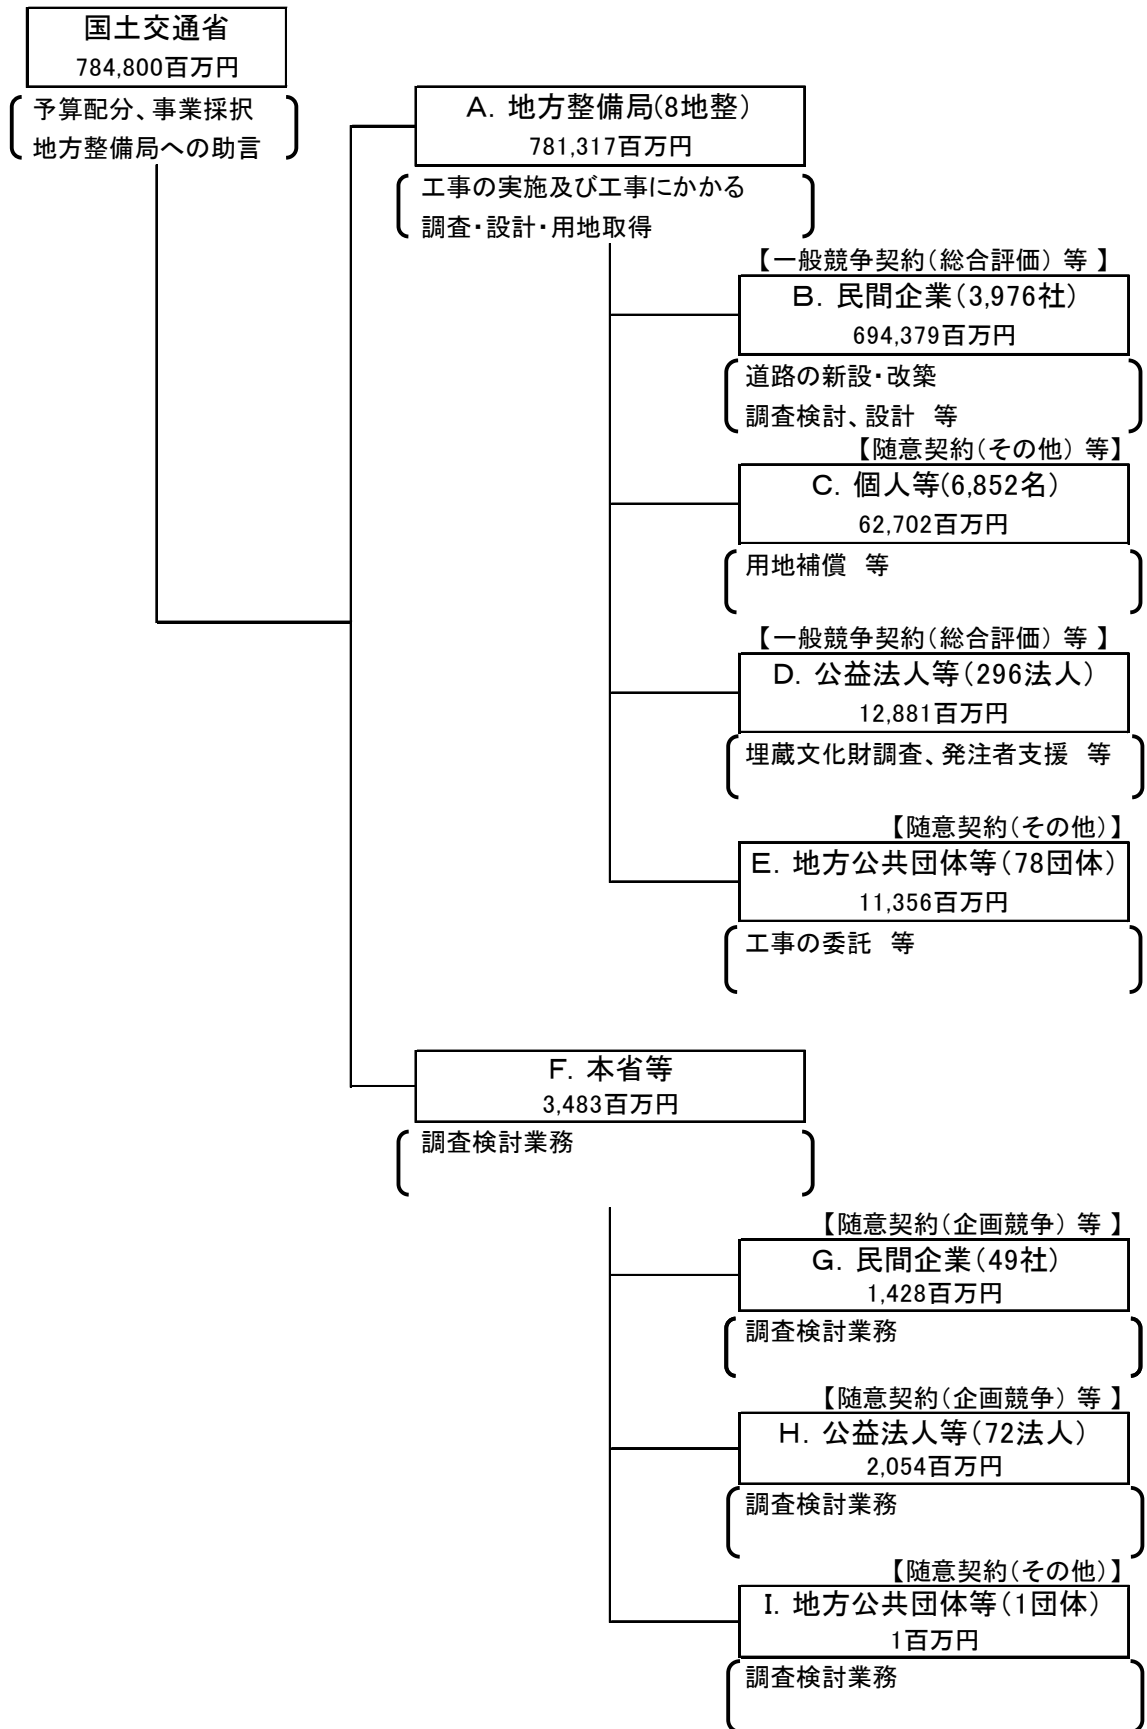 国土交通省
784,800百万円
予算配分、事業採択
地方整備局への助言
A. 地方整備局(8地整)
781,317百万円
工事の実施及び工事にかかる
調査・設計・用地取得
【一般競争契約(総合評価) 等 】
B. 民間企業(3,976社)
694,379百万円
道路の新設・改築
調査検討、設計 等
【随意契約(その他) 等】
C. 個人等(6,852名)
62,702百万円
用地補償 等
【一般競争契約(総合評価) 等 】
D. 公益法人等(296法人)
12,881百万円
埋蔵文化財調査、発注者支援 等
【随意契約(その他)】
E. 地方公共団体等(78団体)
11,356百万円
工事の委託 等
F. 本省等
3,483百万円
調査検討業務
【随意契約(企画競争) 等 】
G. 民間企業(49社)
1,428百万円
調査検討業務
【随意契約(企画競争) 等 】
H. 公益法人等(72法人)
2,054百万円
調査検討業務
【随意契約(その他)】
I. 地方公共団体等(1団体)
1百万円
調査検討業務